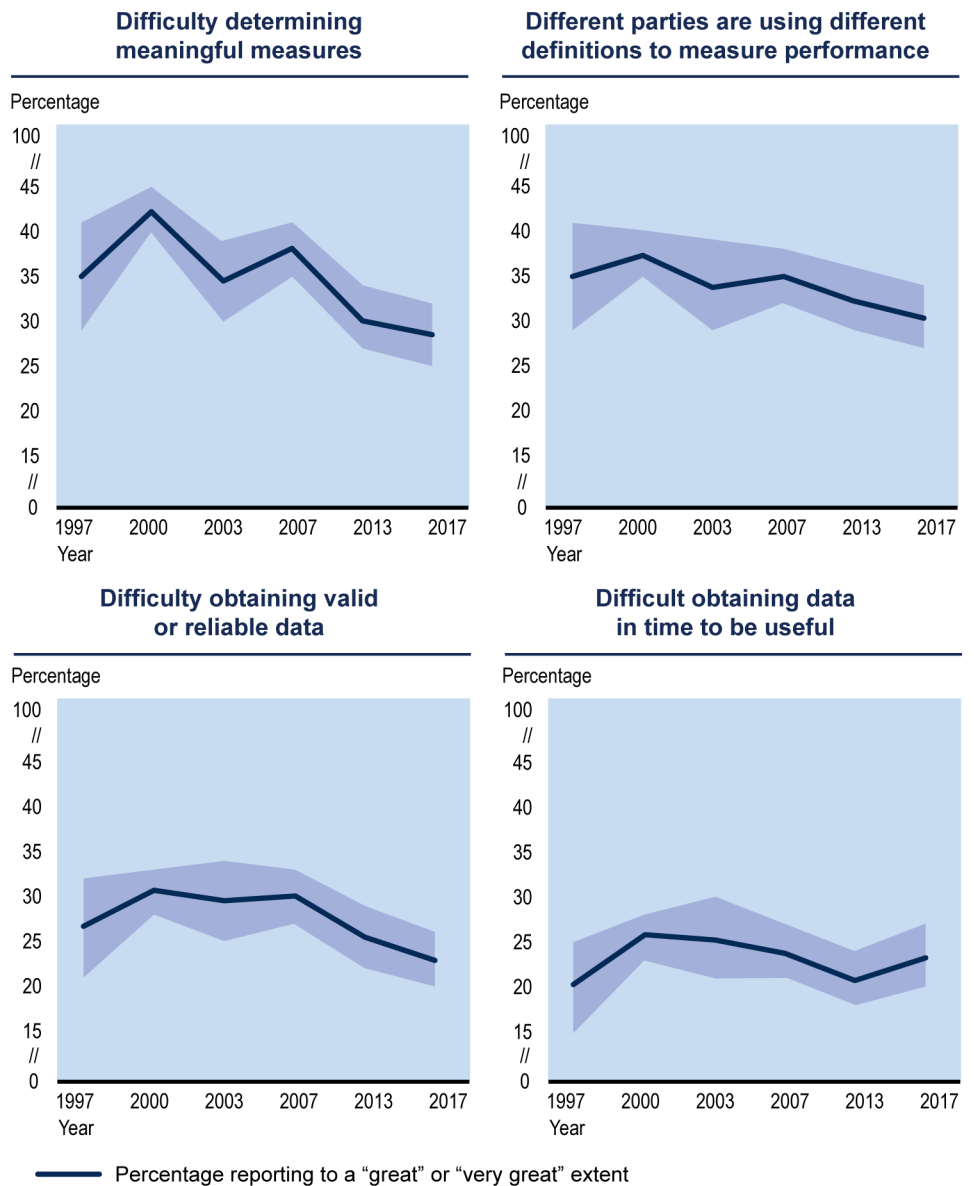 Difficulty determining
meaningful measures
Percentage
100
//
45
40
35
30
25
20
15
//
0
1997 2000 2003 2007 2013 2017
Year
Different parties are using different
definitions to measure performance
Percentage
100
//
45
40
35
30
25
20
15
//
0
1997 2000 2003 2007 2013 2017
Year
Difficulty obtaining valid
or reliable data
Percentage
100
//
45
40
35
30
25
20
15
//
0
1997 2000 2003 2007 2013 2017
Year
Difficult obtaining data
in time to be useful
Percentage
100
//
45
40
35
30
25
20
15
//
0
1997 2000 2003 2007 2013 2017
Year
Percentage reporting to a “great” or “very great” extent